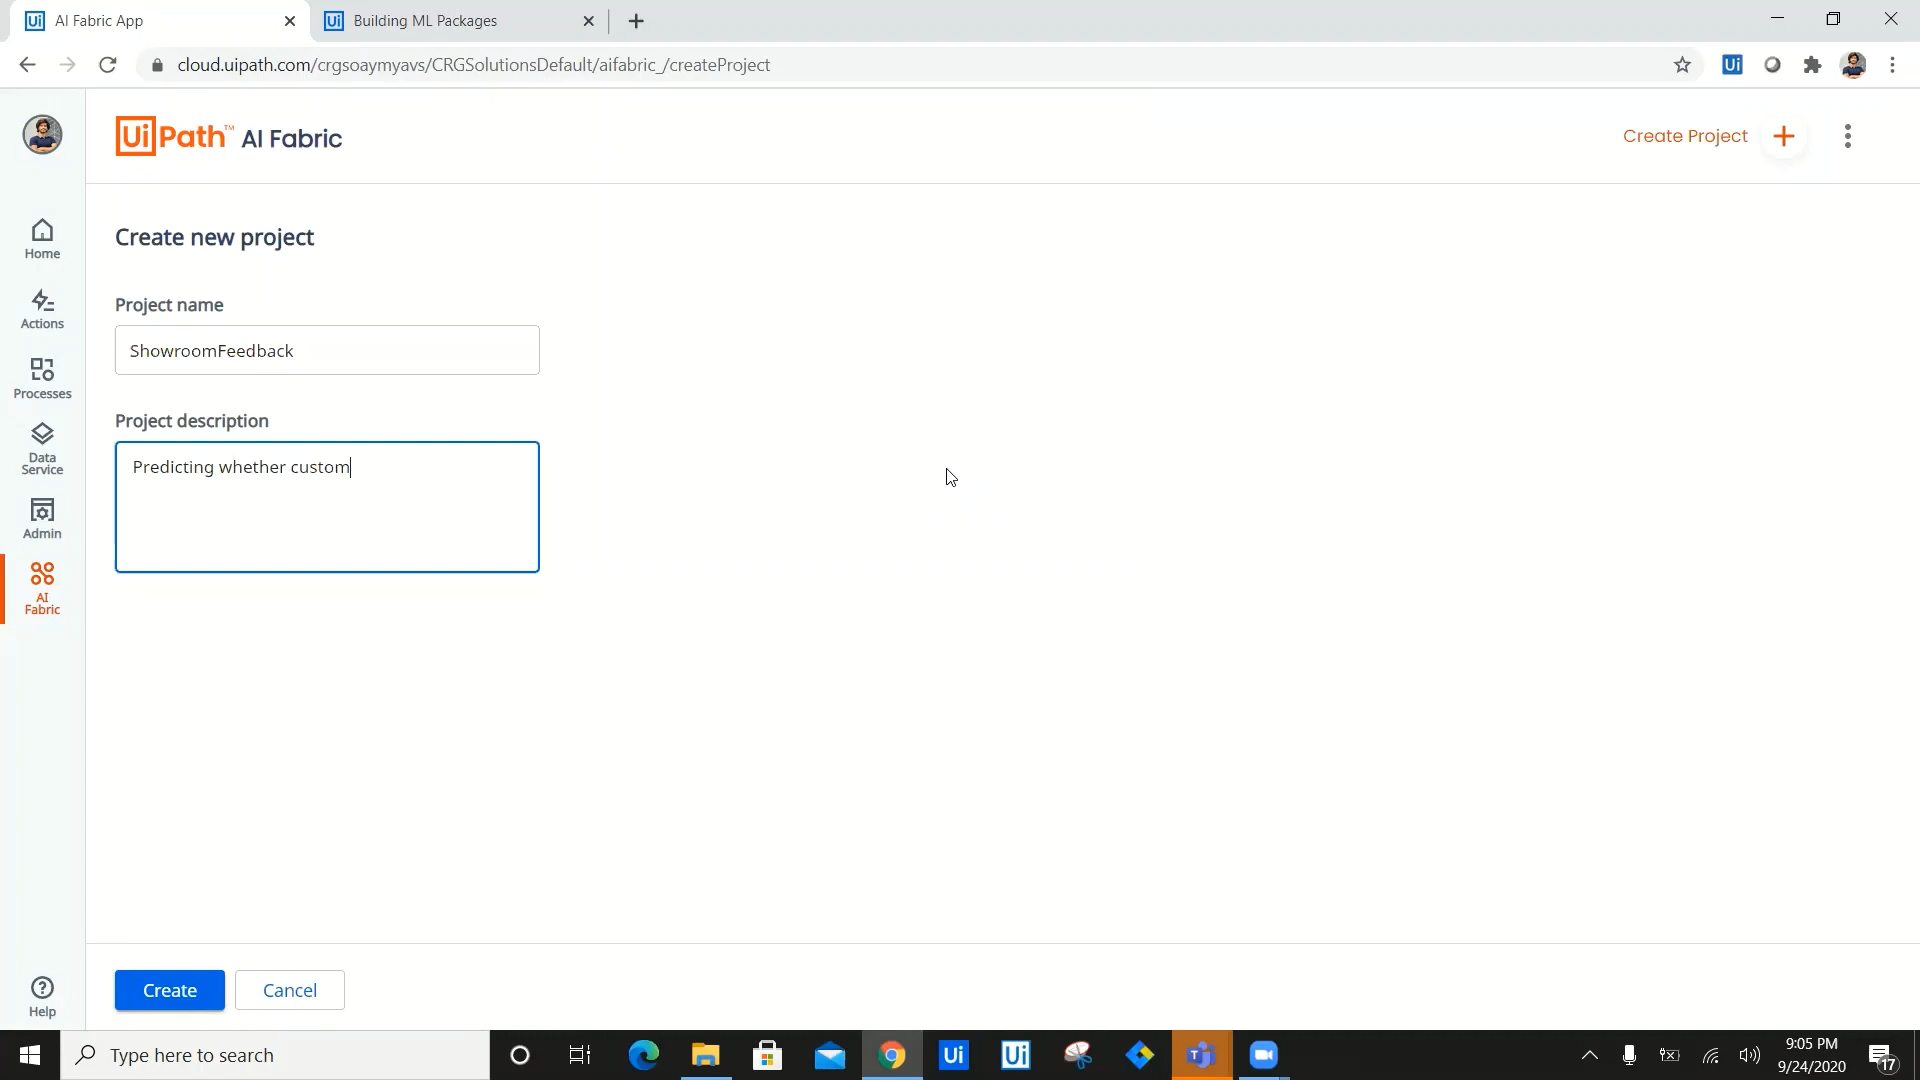 AI Fabric App
Building ML Packages
cloud.uipath.com/crgsoaymyavs/CRGSolutionsDefault/aifabric_/createProject
UiPath™ AI Fabric
Create Project
Home
Actions
Processes
Data
Service
Admin
AI
Fabric
Help
Create new project
Project name
ShowroomFeedback
Project description
Predicting whether custom
Create
Cancel
Type here to search
9:05 PM
9/24/2020
17